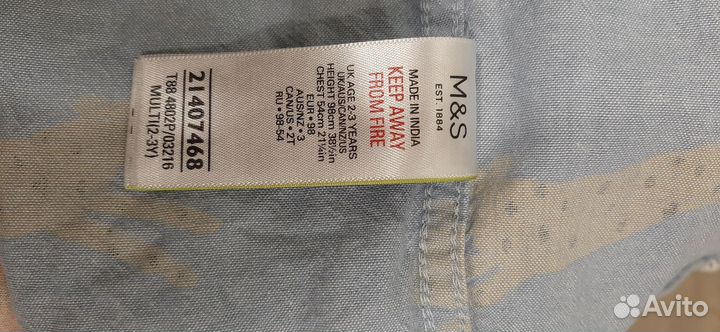 M&S
EST. 1884
MADE IN INDIA
KEEP AWAY
FROM FIRE
UK AGE 2-3 YEARS
UK/AUS/CAN/NZ/US
HEIGHT 98cm 38½in
CHEST 54cm 21¼in
EUR • 98
AUS/NZ • 3
CAN/US • 2T
RU • 98-54
21407468
T88 4802P/03216
MULTI(2-3Y)
Avito